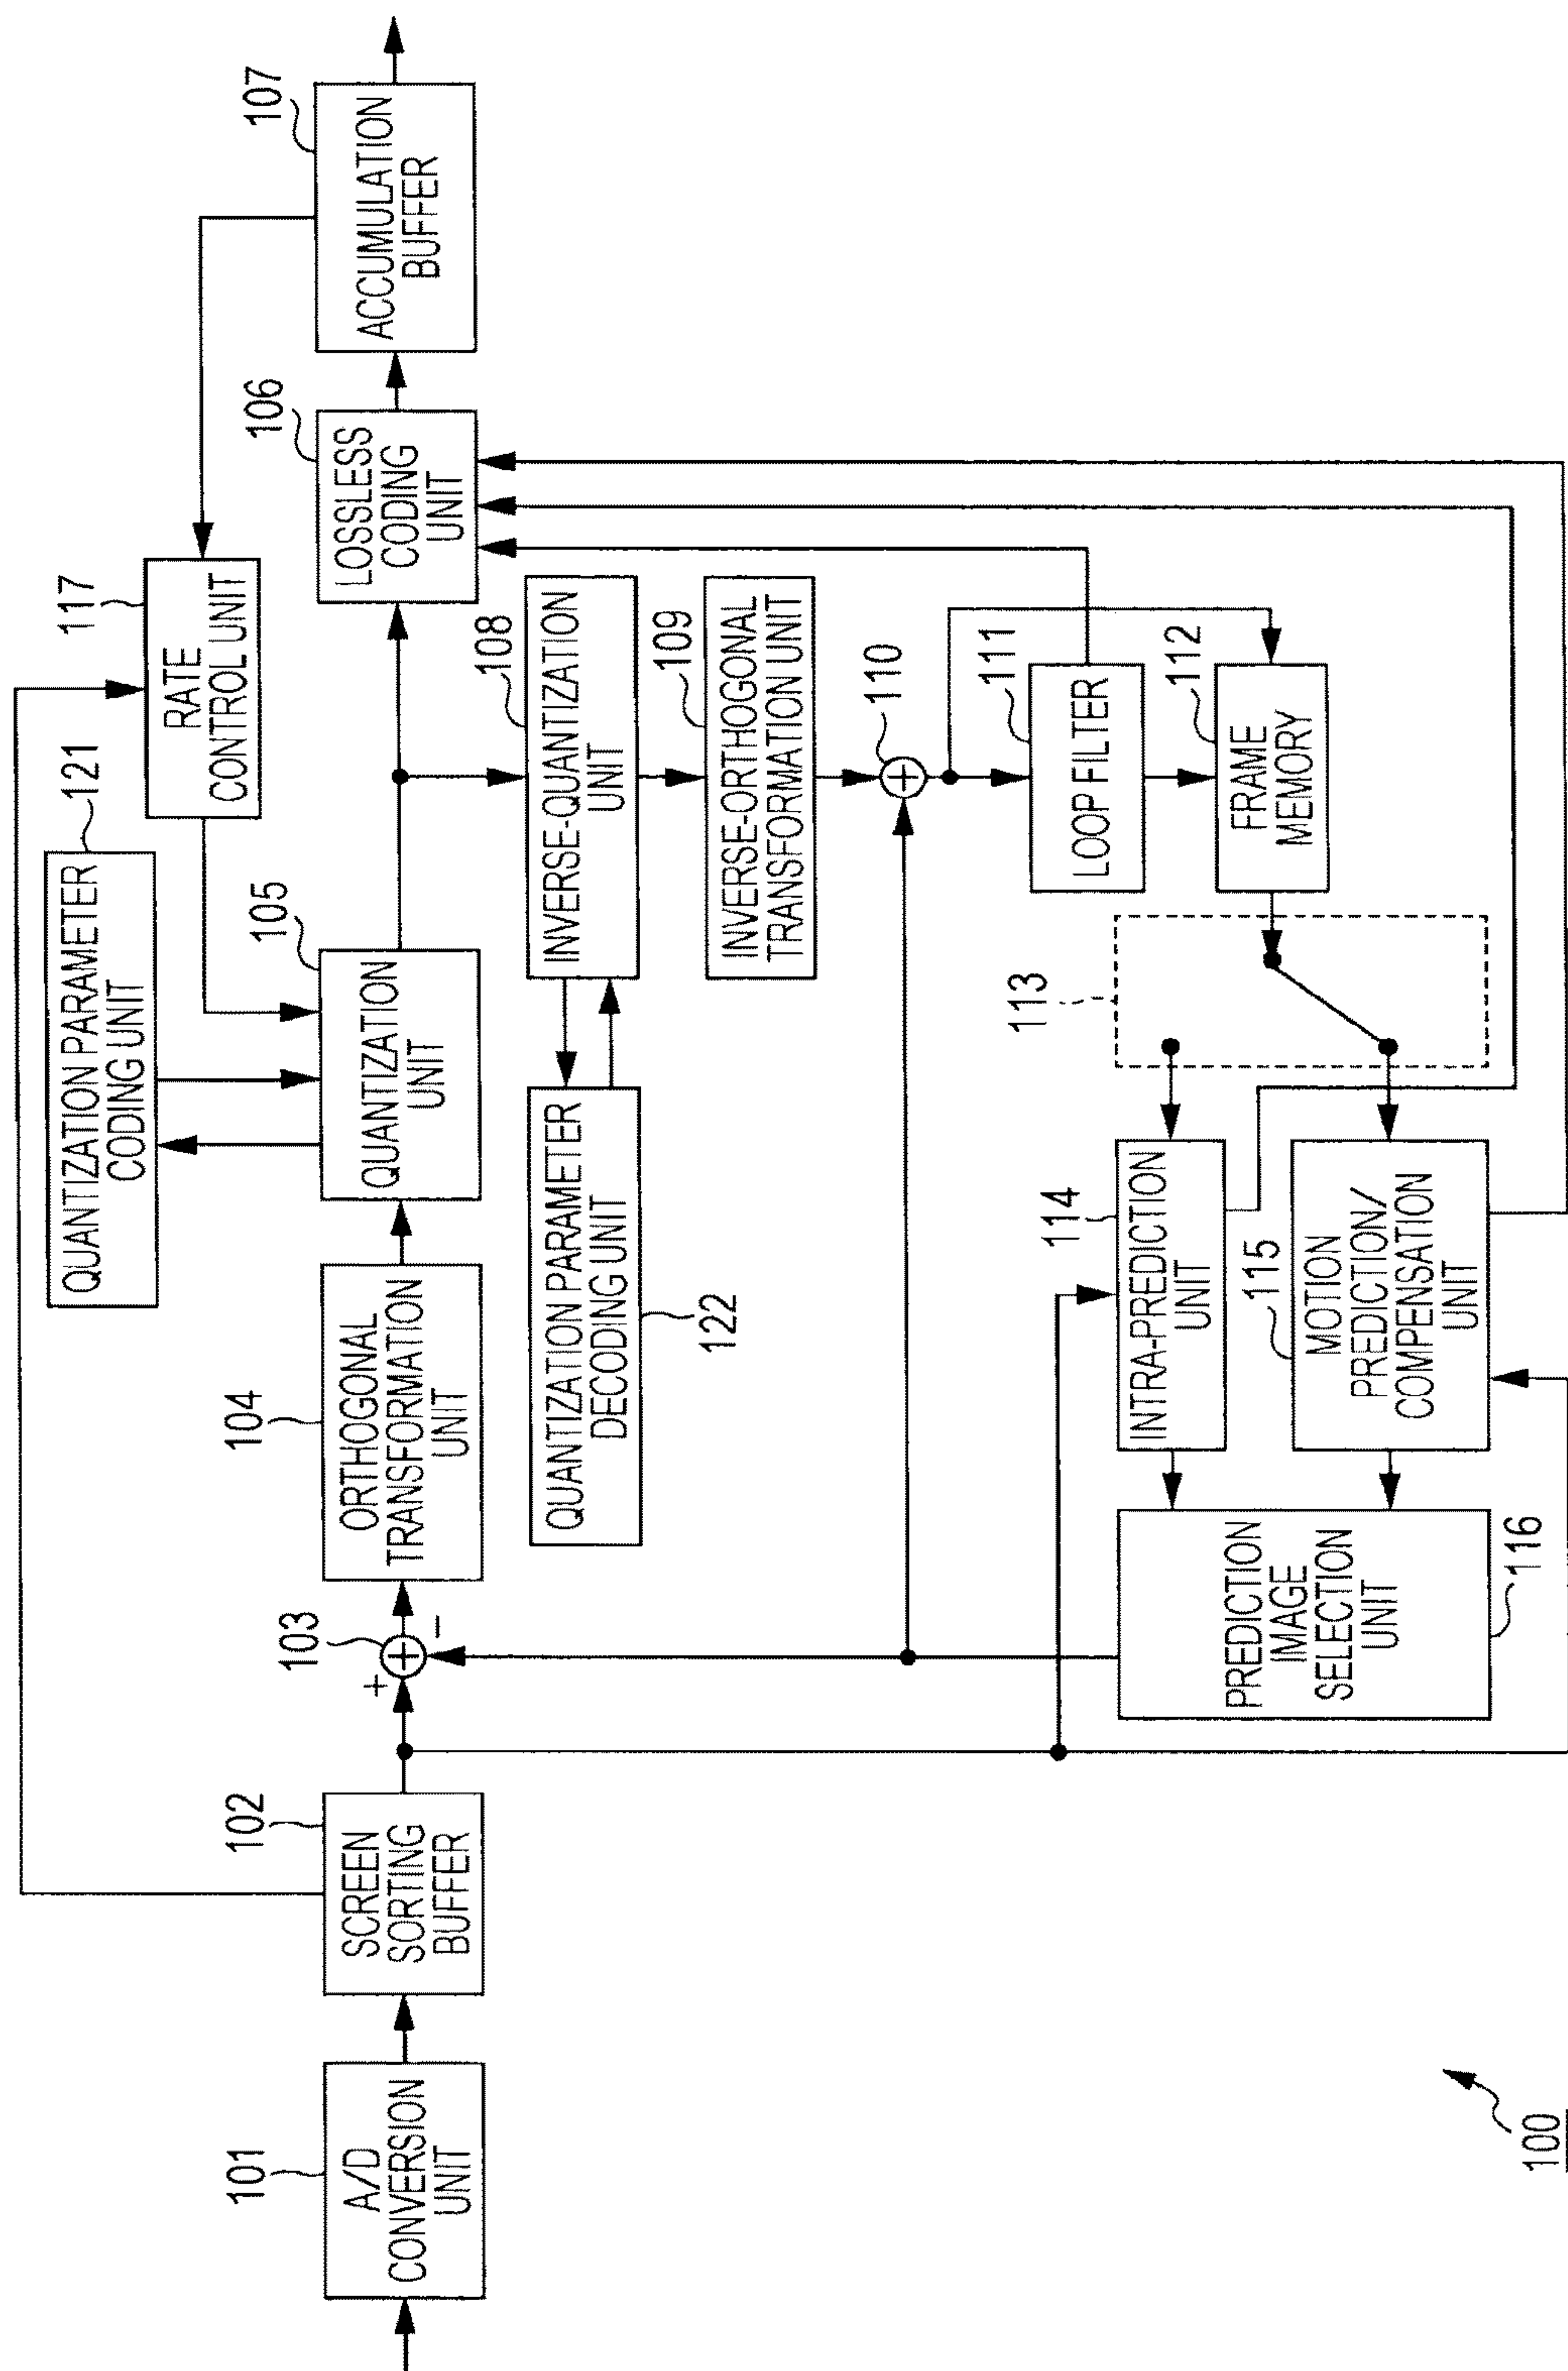 107
ACCUMULATION
BUFFER
117
RATE
CONTROL UNIT
106
LOSSLESS
CODING
UNIT
121
QUANTIZATION PARAMETER
CODING UNIT
105
QUANTIZATION
UNIT
108
INVERSE-QUANTIZATION
UNIT
109
INVERSE-ORTHOGONAL
TRANSFORMATION UNIT
110
+
111
LOOP FILTER
112
FRAME
MEMORY
113
104
ORTHOGONAL
TRANSFORMATION
UNIT
QUANTIZATION PARAMETER
DECODING UNIT
122
114
INTRA-PREDICTION
UNIT
115
MOTION
PREDICTION/
COMPENSATION
UNIT
103
+
+
-
PREDICTION
IMAGE
SELECTION
UNIT
116
102
SCREEN
SORTING
BUFFER
101
A/D
CONVERSION
UNIT
100